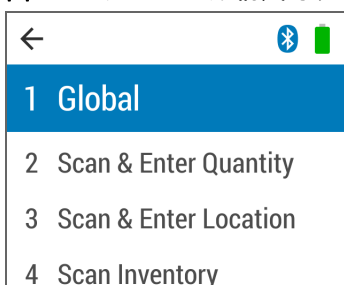 1 Global
2 Scan & Enter Quantity
3 Scan & Enter Location
4 Scan Inventory